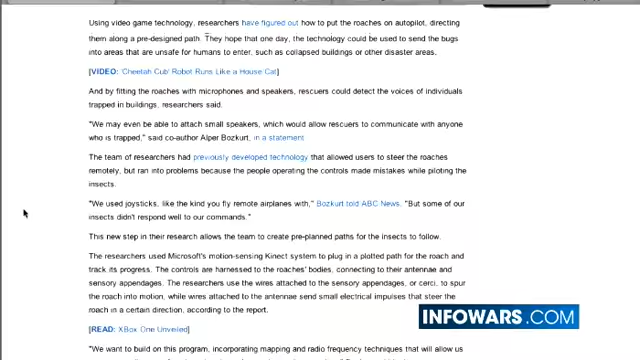 Using video game technology, researchers have figured out how to put the roaches on autopilot, directing
them along a pre-designed path. They hope that one day, the technology could be used to send the bugs
into areas that are unsafe for humans to enter, such as collapsed buildings or other disaster areas.
[VIDEO: 'Cheetah Cub' Robot Runs Like a House Cat]
And by fitting the roaches with microphones and speakers, rescuers could detect the voices of individuals
trapped in buildings, researchers said.
"We may even be able to attach small speakers, which would allow rescuers to communicate with anyone
who is trapped," said co-author Alper Bozkurt, in a statement
The team of researchers had previously developed technology that allowed users to steer the roaches
remotely, but ran into problems because the people operating the controls made mistakes while piloting the
insects.
"We used joysticks, like the kind you fly remote airplanes with," Bozkurt told ABC News. "But some of our
insects didn't respond well to our commands."
This new step in their research allows the team to create pre-planned paths for the insects to follow.
The researchers used Microsoft's motion-sensing Kinect system to plug in a plotted path for the roach and
track its progress. The controls are harnessed to the roaches' bodies, connecting to their antennae and
sensory appendages. The researchers use the wires attached to the sensory appendages, or cerci, to spur
the roach into motion, while wires attached to the antennae send small electrical impulses that steer the
roach in a certain direction, according to the report.
[READ: XBox One Unveiled]
"We want to build on this program, incorporating mapping and radio frequency techniques that will allow us
INFOWARS.COM